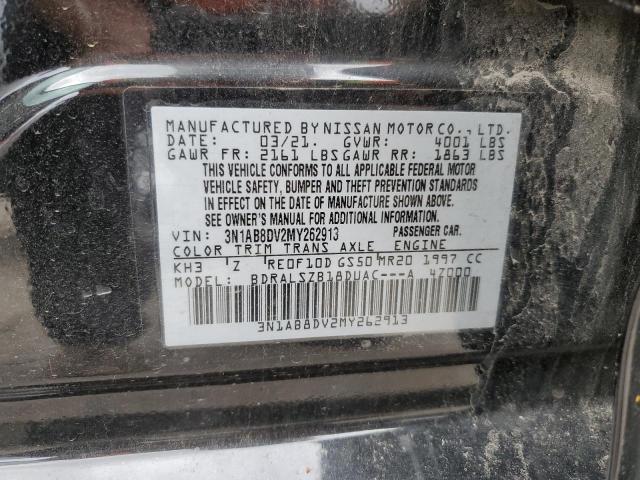 MANUFACTURED BY NISSAN MOTOR CO., LTD.
DATE: 03/21. GVWR: 4001 LBS
GAWR FR: 2161 LBS GAWR RR: 1863 LBS
THIS VEHICLE CONFORMS TO ALL APPLICABLE FEDERAL MOTOR
VEHICLE SAFETY, BUMPER AND THEFT PREVENTION STANDARDS
IN EFFECT ON THE DATE OF MANUFACTURE SHOWN ABOVE.
SEE OWNER'S MANUAL FOR ADDITIONAL INFORMATION.
VIN: 3N1AB8DV2MY262913 PASSENGER CAR.
COLOR TRIM TRANS AXLE ENGINE
KH3 Z RE0F10D GS50 MR20 1997 CC
MODEL: BDRALSZB18DUAC---A 4Z000
3N1AB8DV2MY262913